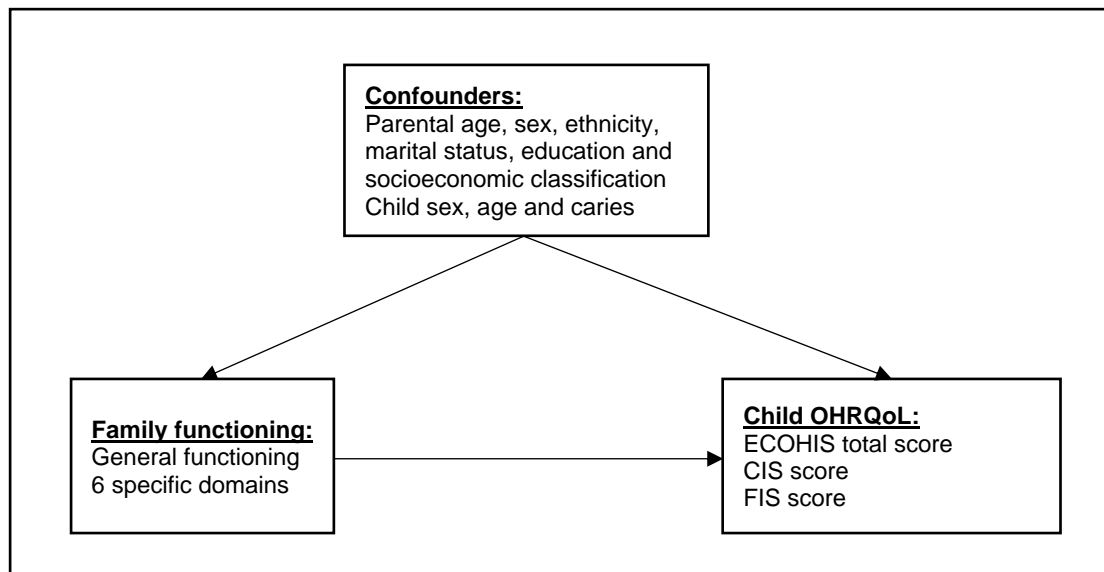 Confounders:
Parental age, sex, ethnicity,
marital status, education and
socioeconomic classification
Child sex, age and caries
Family functioning:
General functioning
6 specific domains
Child OHRQoL:
ECOHIS total score
CIS score
FIS score